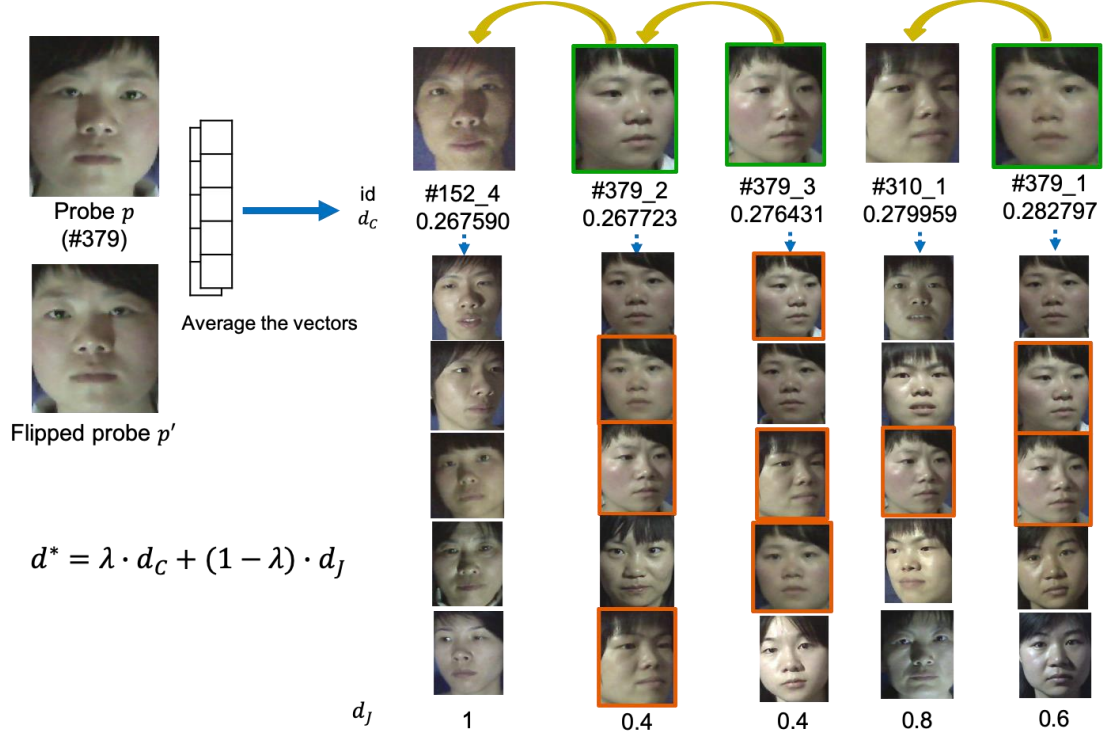 Probe p
(#379)
Flipped probe p′
Average the vectors
d* = λ · d_C + (1 − λ) · d_J
id
d_C
#152_4
0.267590
#379_2
0.267723
#379_3
0.276431
#310_1
0.279959
#379_1
0.282797
d_J
1
0.4
0.4
0.8
0.6